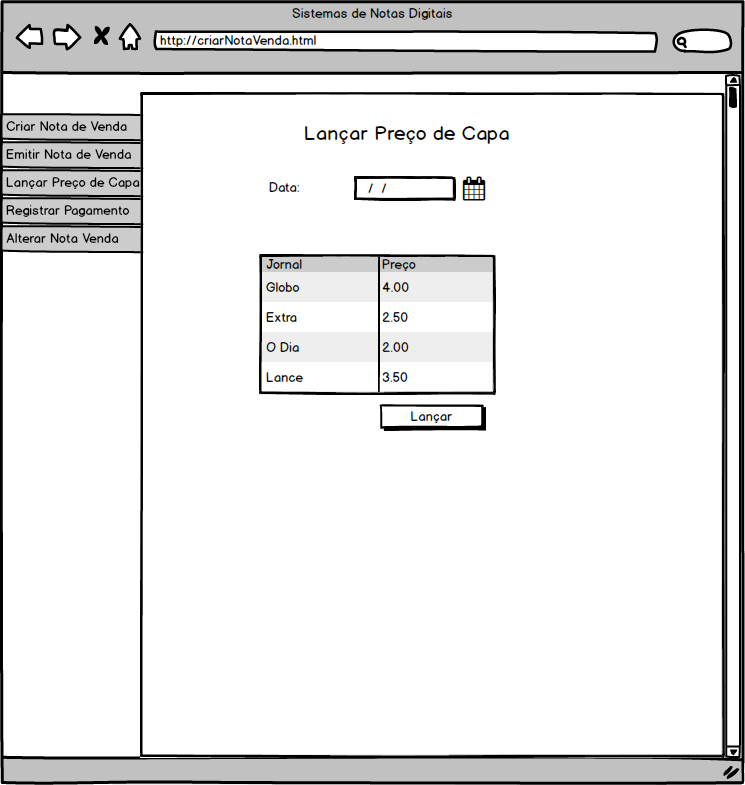 Sistemas de Notas Digitais
http://criarNotaVenda.html
Criar Nota de Venda
Emitir Nota de Venda
Lançar Preço de Capa
Registrar Pagamento
Alterar Nota Venda
Lançar Preço de Capa
Data: / /
Jornal Preço
Globo 4.00
Extra 2.50
O Dia 2.00
Lance 3.50
Lançar